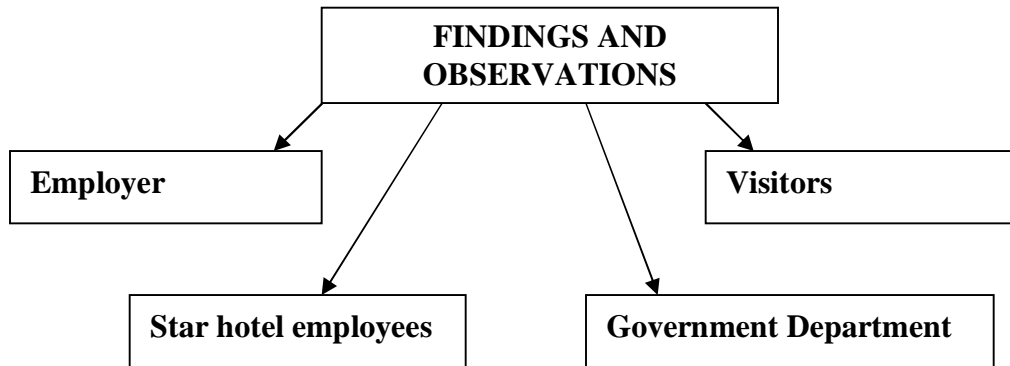 FINDINGS AND
OBSERVATIONS
Employer
Visitors
Star hotel employees
Government Department